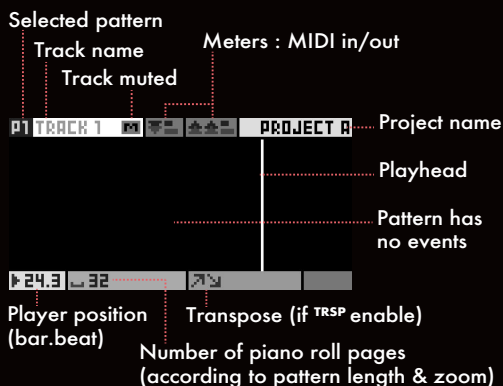 Selected pattern
Track name
Meters : MIDI in/out
Track muted
P1 TRACK 1 M PROJECT A
Project name
Playhead
Pattern has
no events
24.3 32
Player position
(bar.beat)
Transpose (if TRSP enable)
Number of piano roll pages
(according to pattern length & zoom)